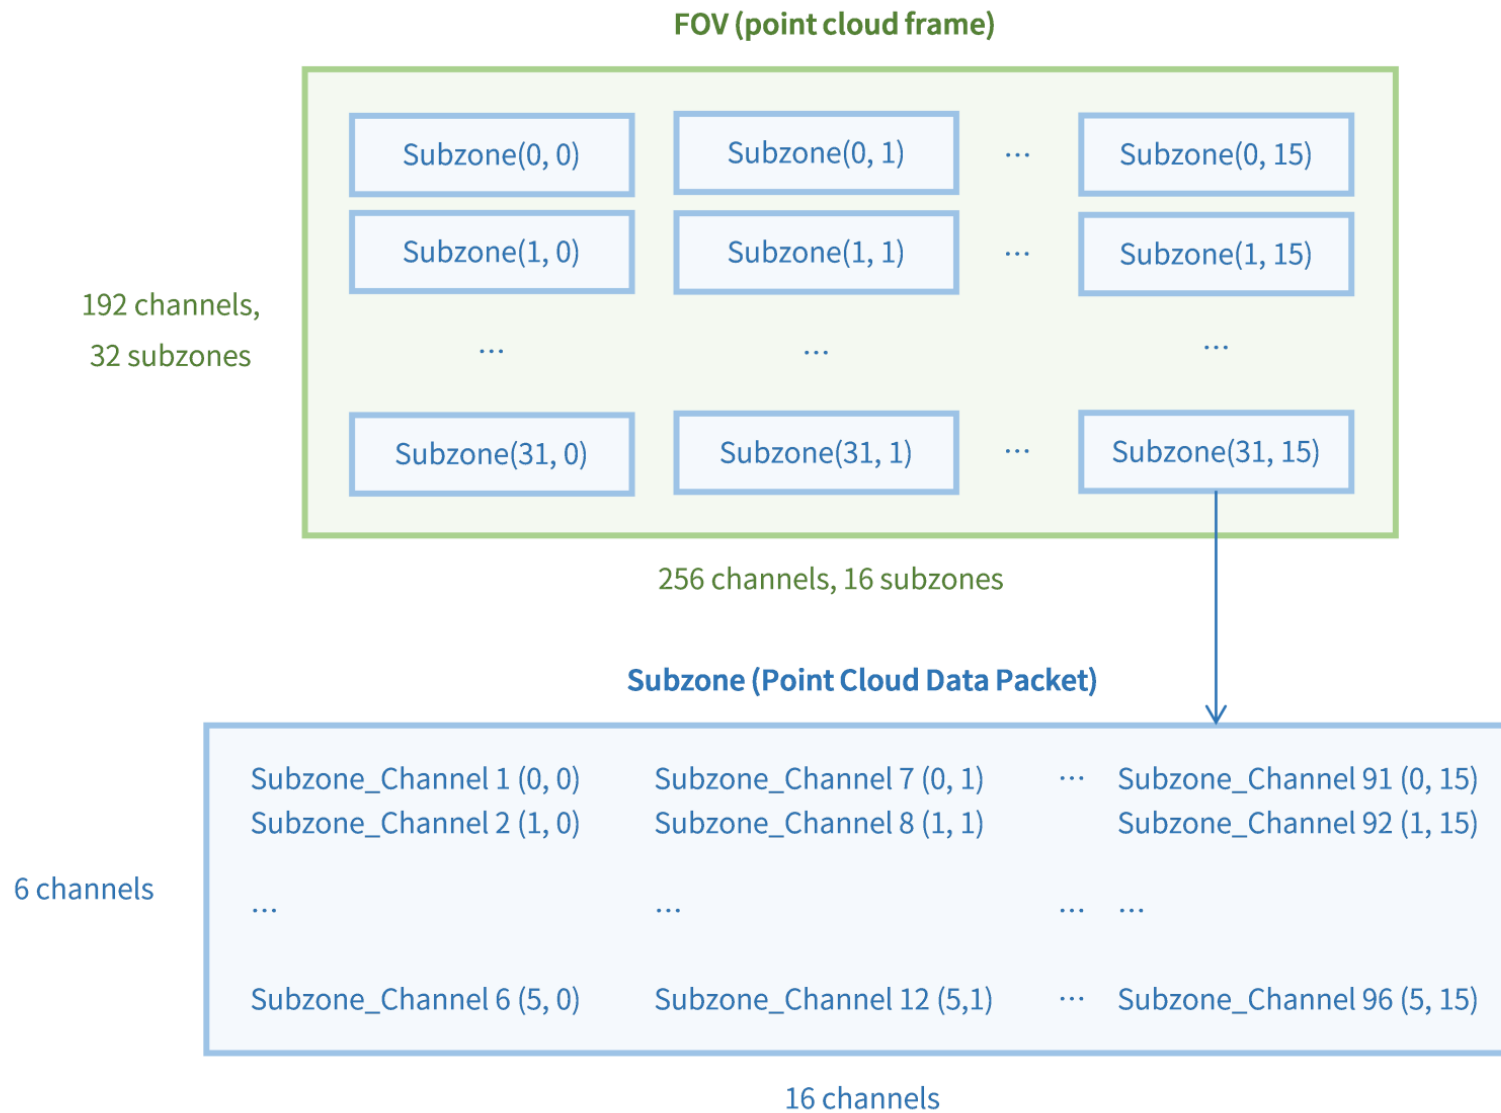 FOV (point cloud frame)
Subzone(0, 0) Subzone(0, 1) ... Subzone(0, 15)
Subzone(1, 0) Subzone(1, 1) ... Subzone(1, 15)
192 channels,
32 subzones
... ... ...
Subzone(31, 0) Subzone(31, 1) ... Subzone(31, 15)
256 channels, 16 subzones
Subzone (Point Cloud Data Packet)
Subzone_Channel 1 (0, 0) Subzone_Channel 7 (0, 1) ... Subzone_Channel 91 (0, 15)
Subzone_Channel 2 (1, 0) Subzone_Channel 8 (1, 1) Subzone_Channel 92 (1, 15)
6 channels
... ... ... ...
Subzone_Channel 6 (5, 0) Subzone_Channel 12 (5,1) ... Subzone_Channel 96 (5, 15)
16 channels